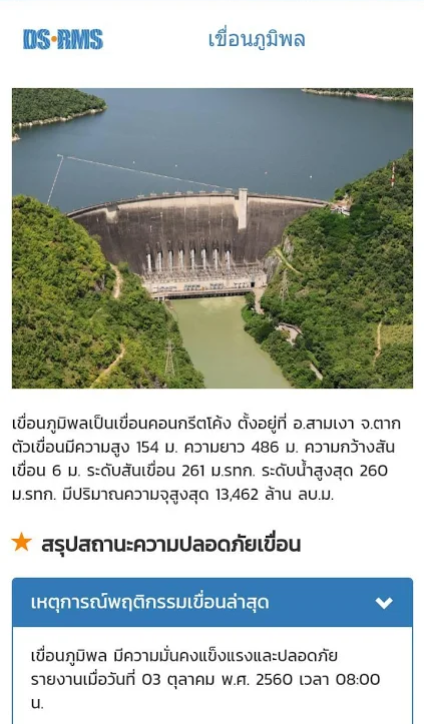 DS-RMS
เขื่อนภูมิพล
เขื่อนภูมิพลเป็นเขื่อนคอนกรีตโค้ง ตั้งอยู่ที่ อ.สามเงา จ.ตาก
ตัวเขื่อนมีความสูง 154 ม. ความยาว 486 ม. ความกว้างสัน
เขื่อน 6 ม. ระดับสันเขื่อน 261 ม.รทก. ระดับน้ำสูงสุด 260
ม.รทก. มีปริมาณความจุสูงสุด 13,462 ล้าน ลบ.ม.
สรุปสถานะความปลอดภัยเขื่อน
เหตุการณ์พฤติกรรมเขื่อนล่าสุด
เขื่อนภูมิพล มีความมั่นคงแข็งแรงและปลอดภัย
รายงานเมื่อวันที่ 03 ตุลาคม พ.ศ. 2560 เวลา 08:00
น.